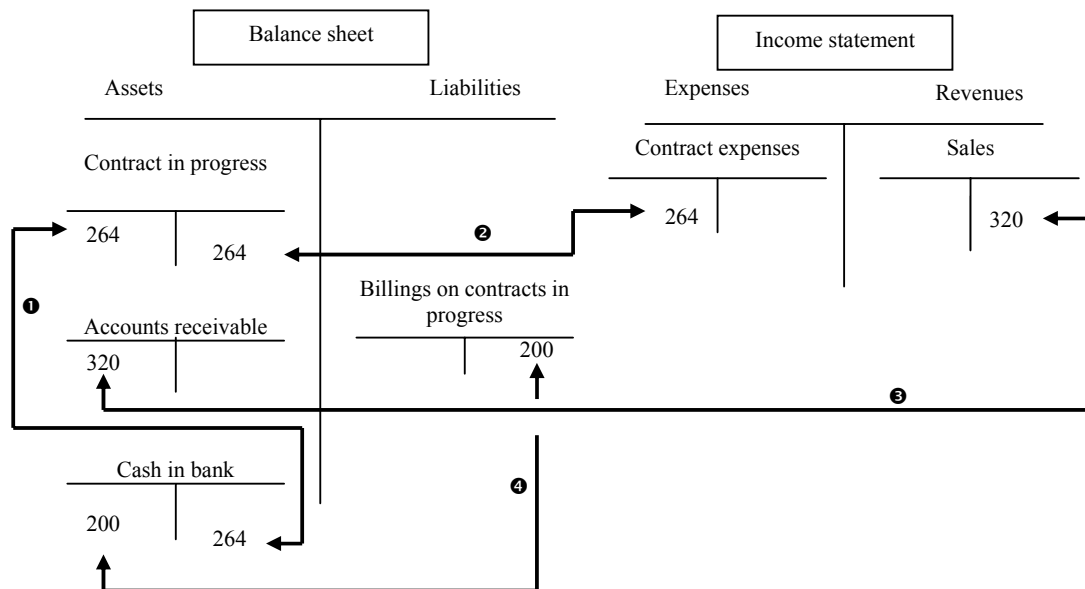 Balance sheet
Income statement
Assets
Liabilities
Expenses
Revenues
Contract in progress
Contract expenses
Sales
264
264
❷
264
320
❶
Billings on contracts in
progress
Accounts receivable
320
200
❸
Cash in bank
200
264
❹